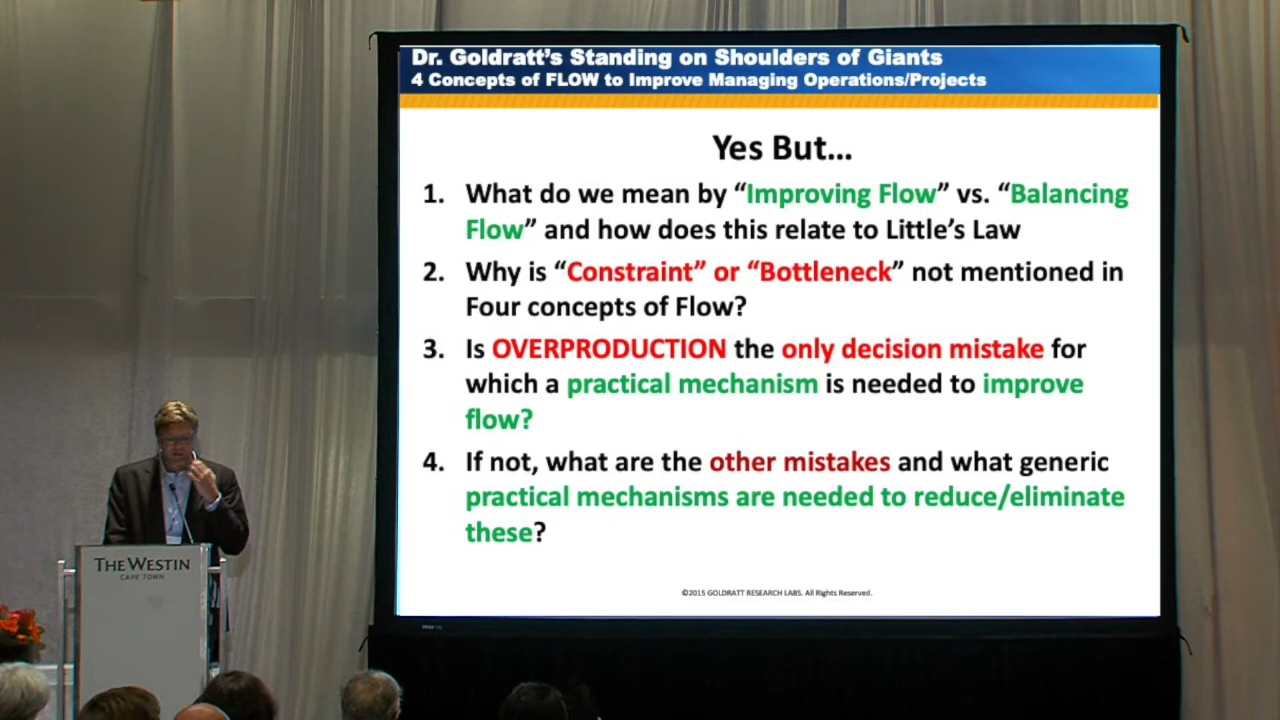 Dr. Goldratt's Standing on Shoulders of Giants
4 Concepts of FLOW to Improve Managing Operations/Projects
Yes But...
1. What do we mean by “Improving Flow” vs. “Balancing
Flow” and how does this relate to Little's Law
2. Why is “Constraint” or “Bottleneck” not mentioned in
Four concepts of Flow?
3. Is OVERPRODUCTION the only decision mistake for
which a practical mechanism is needed to improve
flow?
4. If not, what are the other mistakes and what generic
practical mechanisms are needed to reduce/eliminate
these?
©2015 GOLDRATT RESEARCH LABS. All Rights Reserved.
THE WESTIN
CAPE TOWN